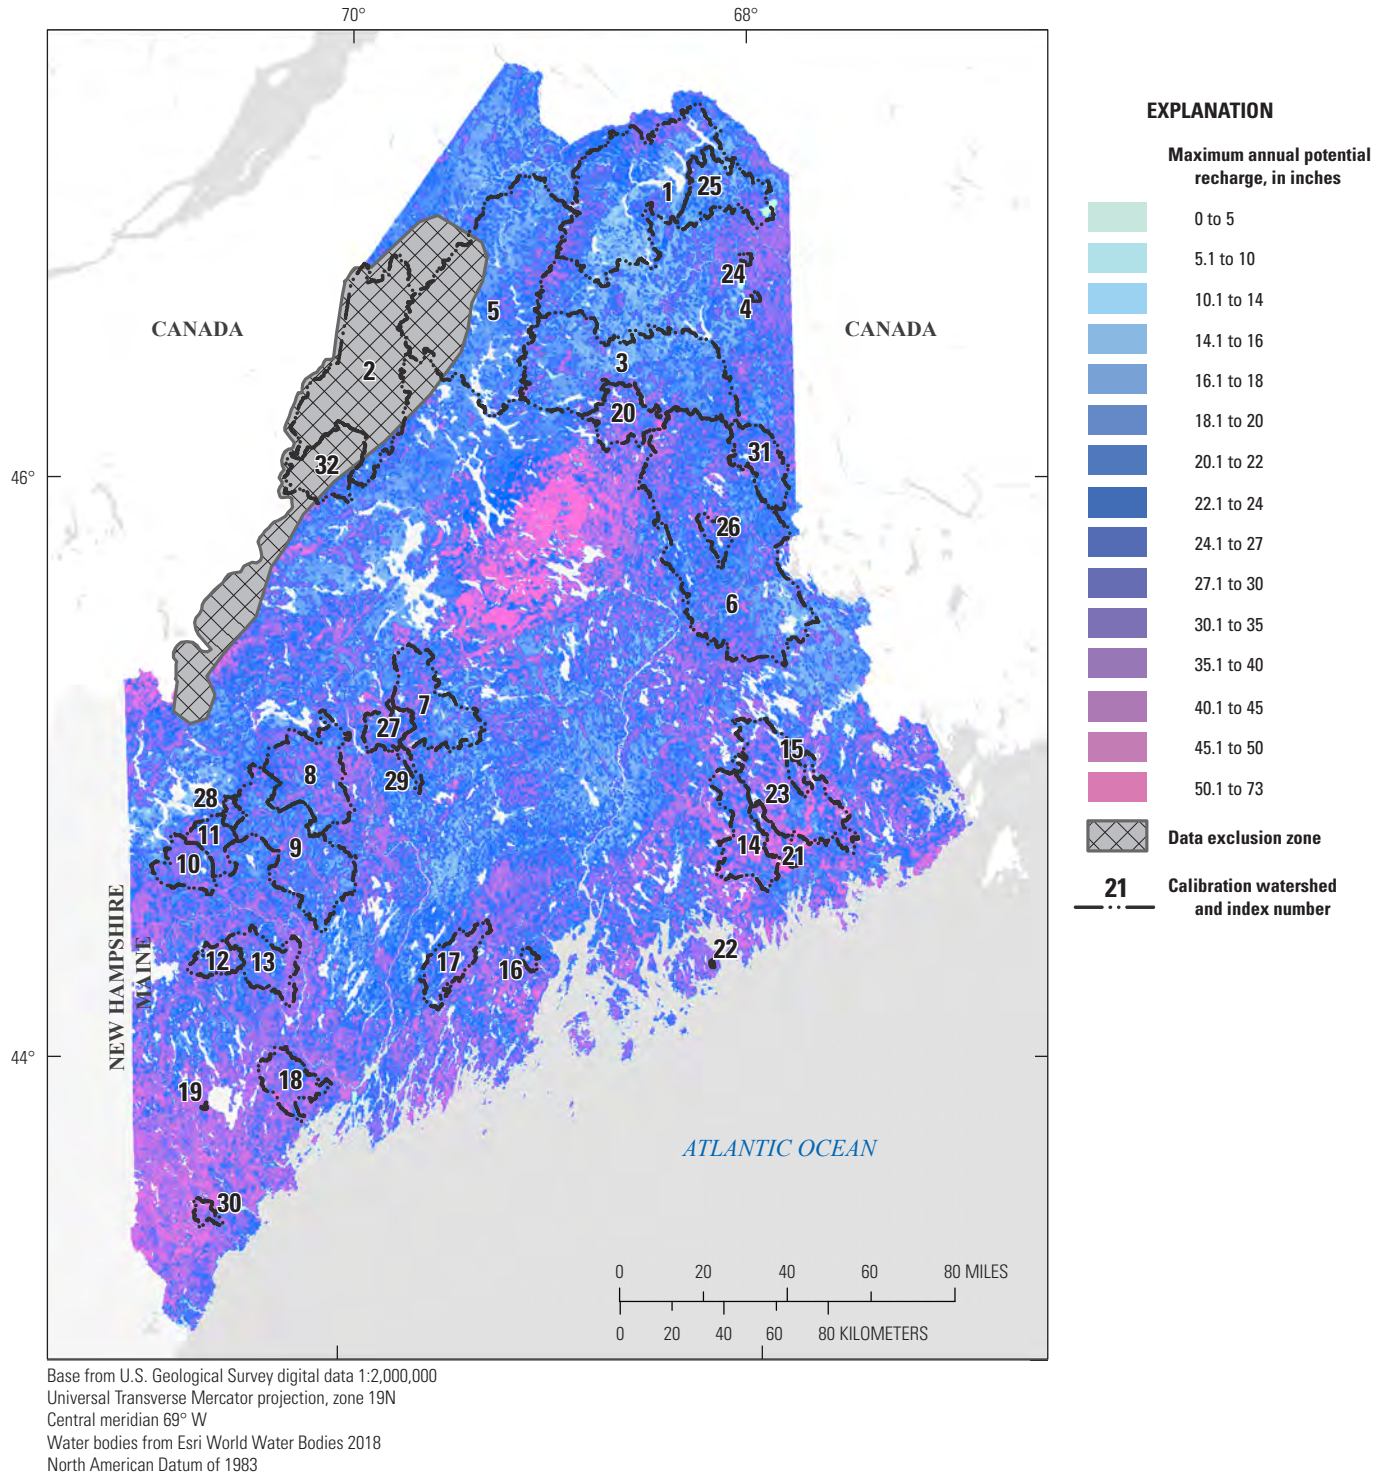 70°
68°
46°
44°
CANADA
CANADA
NEW HAMPSHIRE
MAINE
ATLANTIC OCEAN
1
25
24
4
5
3
2
20
31
32
26
6
7
27
29
8
28
11
9
10
15
23
14
21
22
12
13
17
16
18
19
30
0 20 40 60 80 MILES
0 20 40 60 80 KILOMETERS
EXPLANATION
Maximum annual potential
recharge, in inches
0 to 5
5.1 to 10
10.1 to 14
14.1 to 16
16.1 to 18
18.1 to 20
20.1 to 22
22.1 to 24
24.1 to 27
27.1 to 30
30.1 to 35
35.1 to 40
40.1 to 45
45.1 to 50
50.1 to 73
Data exclusion zone
21 Calibration watershed
and index number
Base from U.S. Geological Survey digital data 1:2,000,000
Universal Transverse Mercator projection, zone 19N
Central meridian 69° W
Water bodies from Esri World Water Bodies 2018
North American Datum of 1983